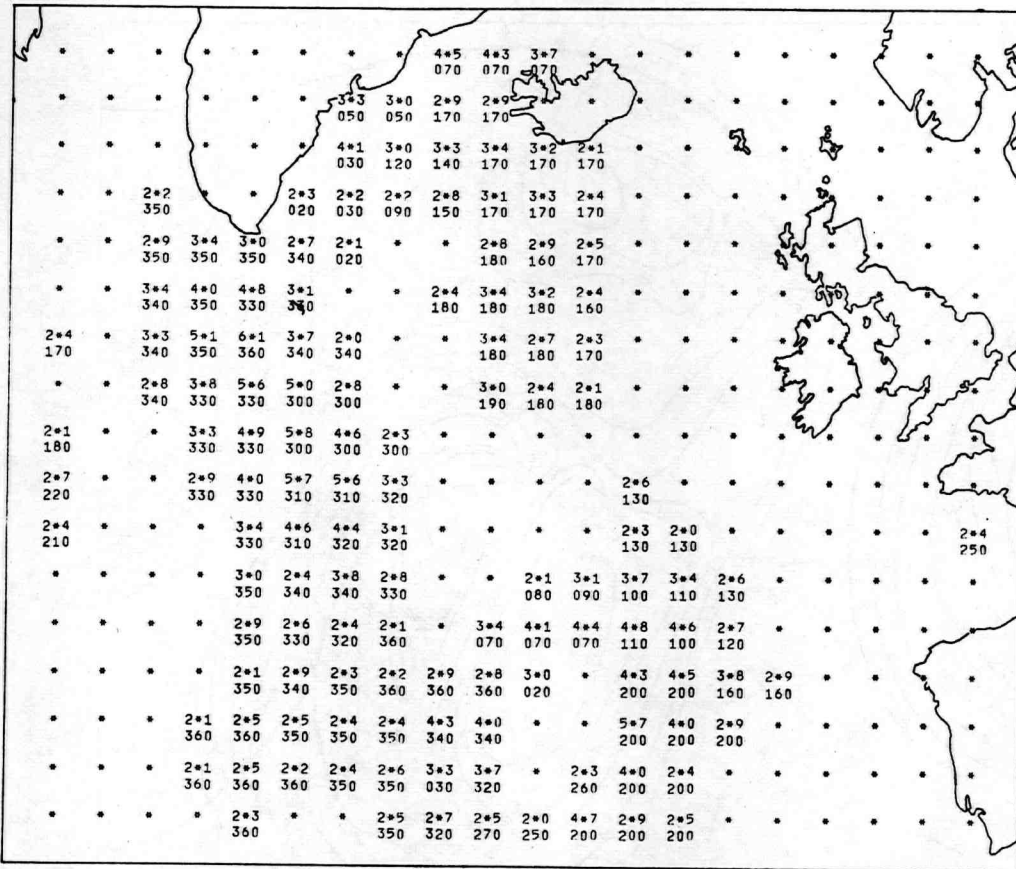 * * * * * * * * 4*5 4*3 3*7 * * * * * * * * *
070 070 070
* * * * * * 3*3 3*0 2*9 2*9 * * * * * * * * * *
050 050 170 170
* * * * * * 4*1 3*0 3*3 3*4 3*2 2*1 * * * * * * * *
030 120 140 170 170 170
* * 2*2 * * 2*3 2*2 2*? 2*8 3*1 3*3 2*4 * * * * * * * *
350 020 030 090 150 170 170 170
* * 2*9 3*4 3*0 2*7 2*1 * * 2*8 2*9 2*5 * * * * * * * *
350 350 350 340 020 180 160 170
* * 3*4 4*0 4*8 3*1 * * 2*4 3*4 3*2 2*4 * * * * * * * *
340 350 330 330 180 180 180 160
2*4 * 3*3 5*1 6*1 3*7 2*0 * * 3*4 2*7 2*3 * * * * * * * *
170 340 350 360 340 340 180 180 170
* * 2*8 3*8 5*6 5*0 2*8 * * 3*0 2*4 2*1 * * * * * * * *
340 330 330 300 300 190 180 180
2*1 * * 3*3 4*9 5*8 4*6 2*3 * * * * * * * * * * * *
180 330 330 300 300 300
2*7 * * 2*9 4*0 5*7 5*6 3*3 * * * * 2*6 * * * * * * *
220 330 330 310 310 320 130
2*4 * * * 3*4 4*6 4*4 3*1 * * * * 2*3 2*0 * * * * * 2*4
210 330 310 320 320 130 130 250
* * * * 3*0 2*4 3*8 2*8 * * 2*1 3*1 3*7 3*4 2*6 * * * * *
350 340 340 330 080 090 100 110 130
* * * * 2*9 2*6 2*4 2*1 * 3*4 4*1 4*4 4*8 4*6 2*7 * * * * *
350 330 320 360 070 070 070 110 100 120
* * * * 2*1 2*9 2*3 2*2 2*9 2*8 3*0 * 4*3 4*5 3*8 2*9 * * * *
350 340 350 360 360 360 020 200 200 160 160
* * * 2*1 2*5 2*5 2*4 2*4 4*3 4*0 * * 5*7 4*0 2*9 * * * * *
360 360 350 350 350 340 340 200 200 200
* * * 2*1 2*5 2*2 2*4 2*6 3*3 3*7 * 2*3 4*0 2*4 * * * * * *
360 360 360 350 350 030 320 260 200 200
* * * * 2*3 * * 2*5 2*7 2*5 2*0 4*7 2*9 2*5 * * * * * *
360 350 320 270 250 200 200 200